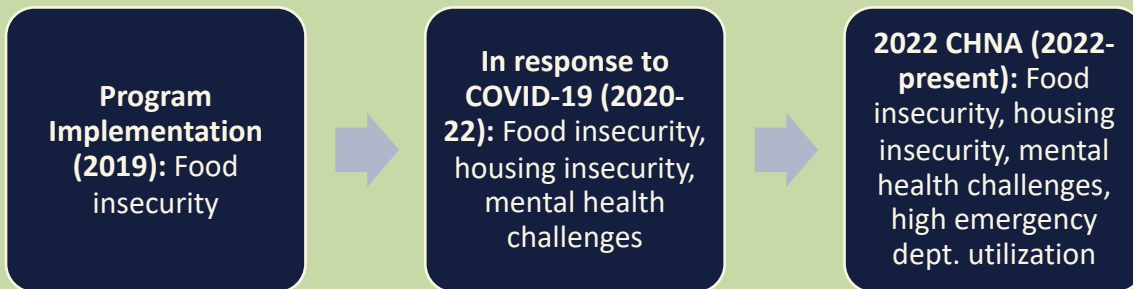 Program
Implementation
(2019): Food
insecurity
In response to
COVID-19 (2020-
22): Food insecurity,
housing insecurity,
mental health
challenges
2022 CHNA (2022-
present): Food
insecurity, housing
insecurity, mental
health challenges,
high emergency
dept. utilization